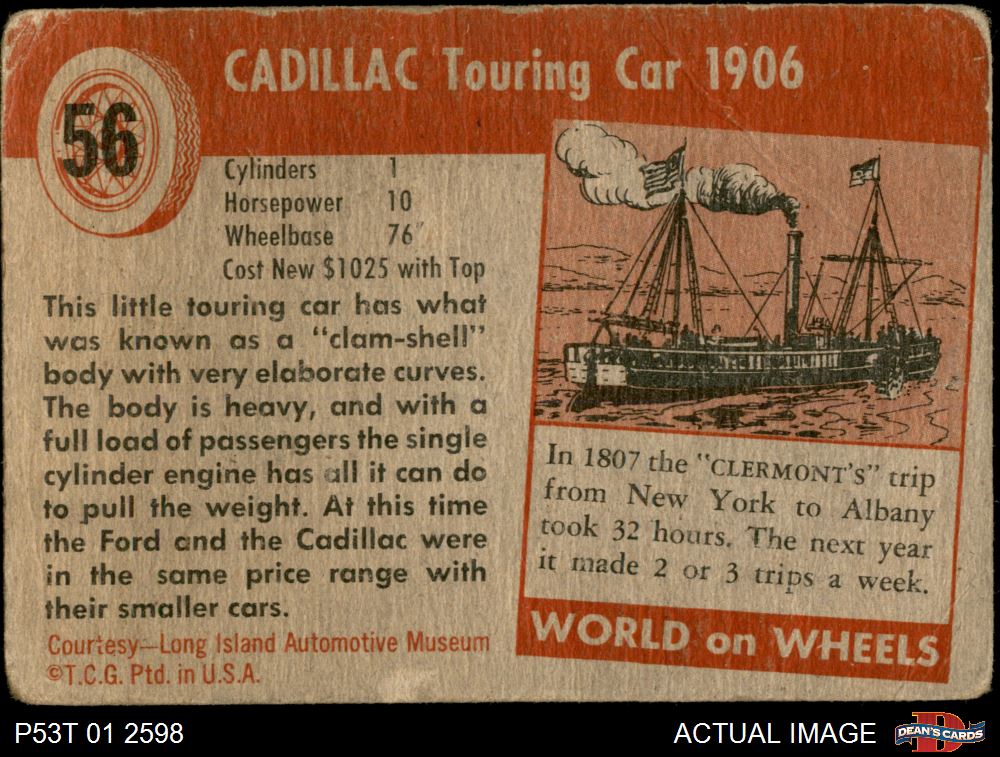 56
CADILLAC Touring Car 1906
Cylinders 1
Horsepower 10
Wheelbase 76"
Cost New $1025 with Top
This little touring car has what
was known as a "clam-shell"
body with very elaborate curves.
The body is heavy, and with a
full load of passengers the single
cylinder engine has all it can do
to pull the weight. At this time
the Ford and the Cadillac were
in the same price range with
their smaller cars.
Courtesy—Long Island Automotive Museum
©T.C.G. Ptd. in U.S.A.
In 1807 the "CLERMONT'S" trip
from New York to Albany
took 32 hours. The next year
it made 2 or 3 trips a week.
WORLD on WHEELS
P53T 01 2598
ACTUAL IMAGE
D
DEAN'S CARDS